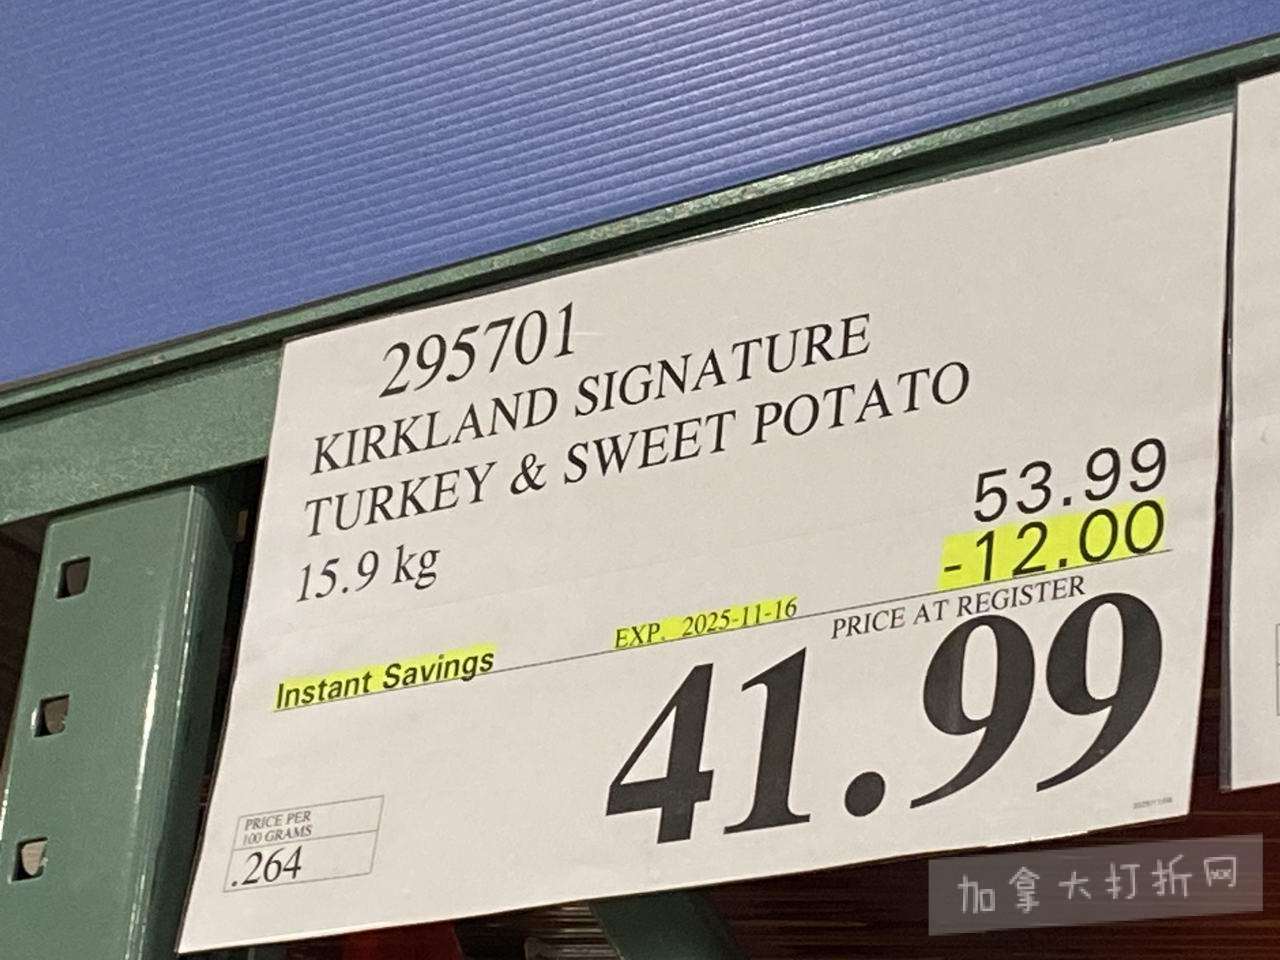 295701
KIRKLAND SIGNATURE
TURKEY & SWEET POTATO
15.9 kg
53.99
-12.00
Instant Savings
EXP. 2025-11-16
PRICE AT REGISTER
41.99
PRICE PER
100 GRAMS
.264
加拿大打折网